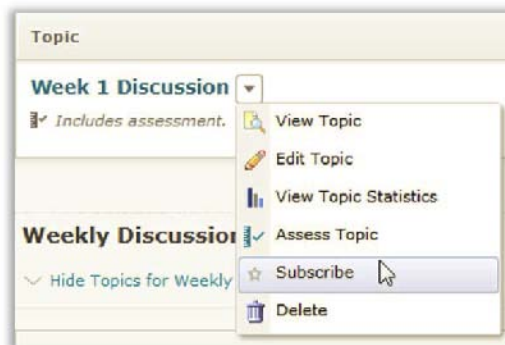 Topic
Week 1 Discussion
Includes assessment.
View Topic
Edit Topic
View Topic Statistics
Assess Topic
Subscribe
Delete
Weekly Discussion
Hide Topics for Weekly